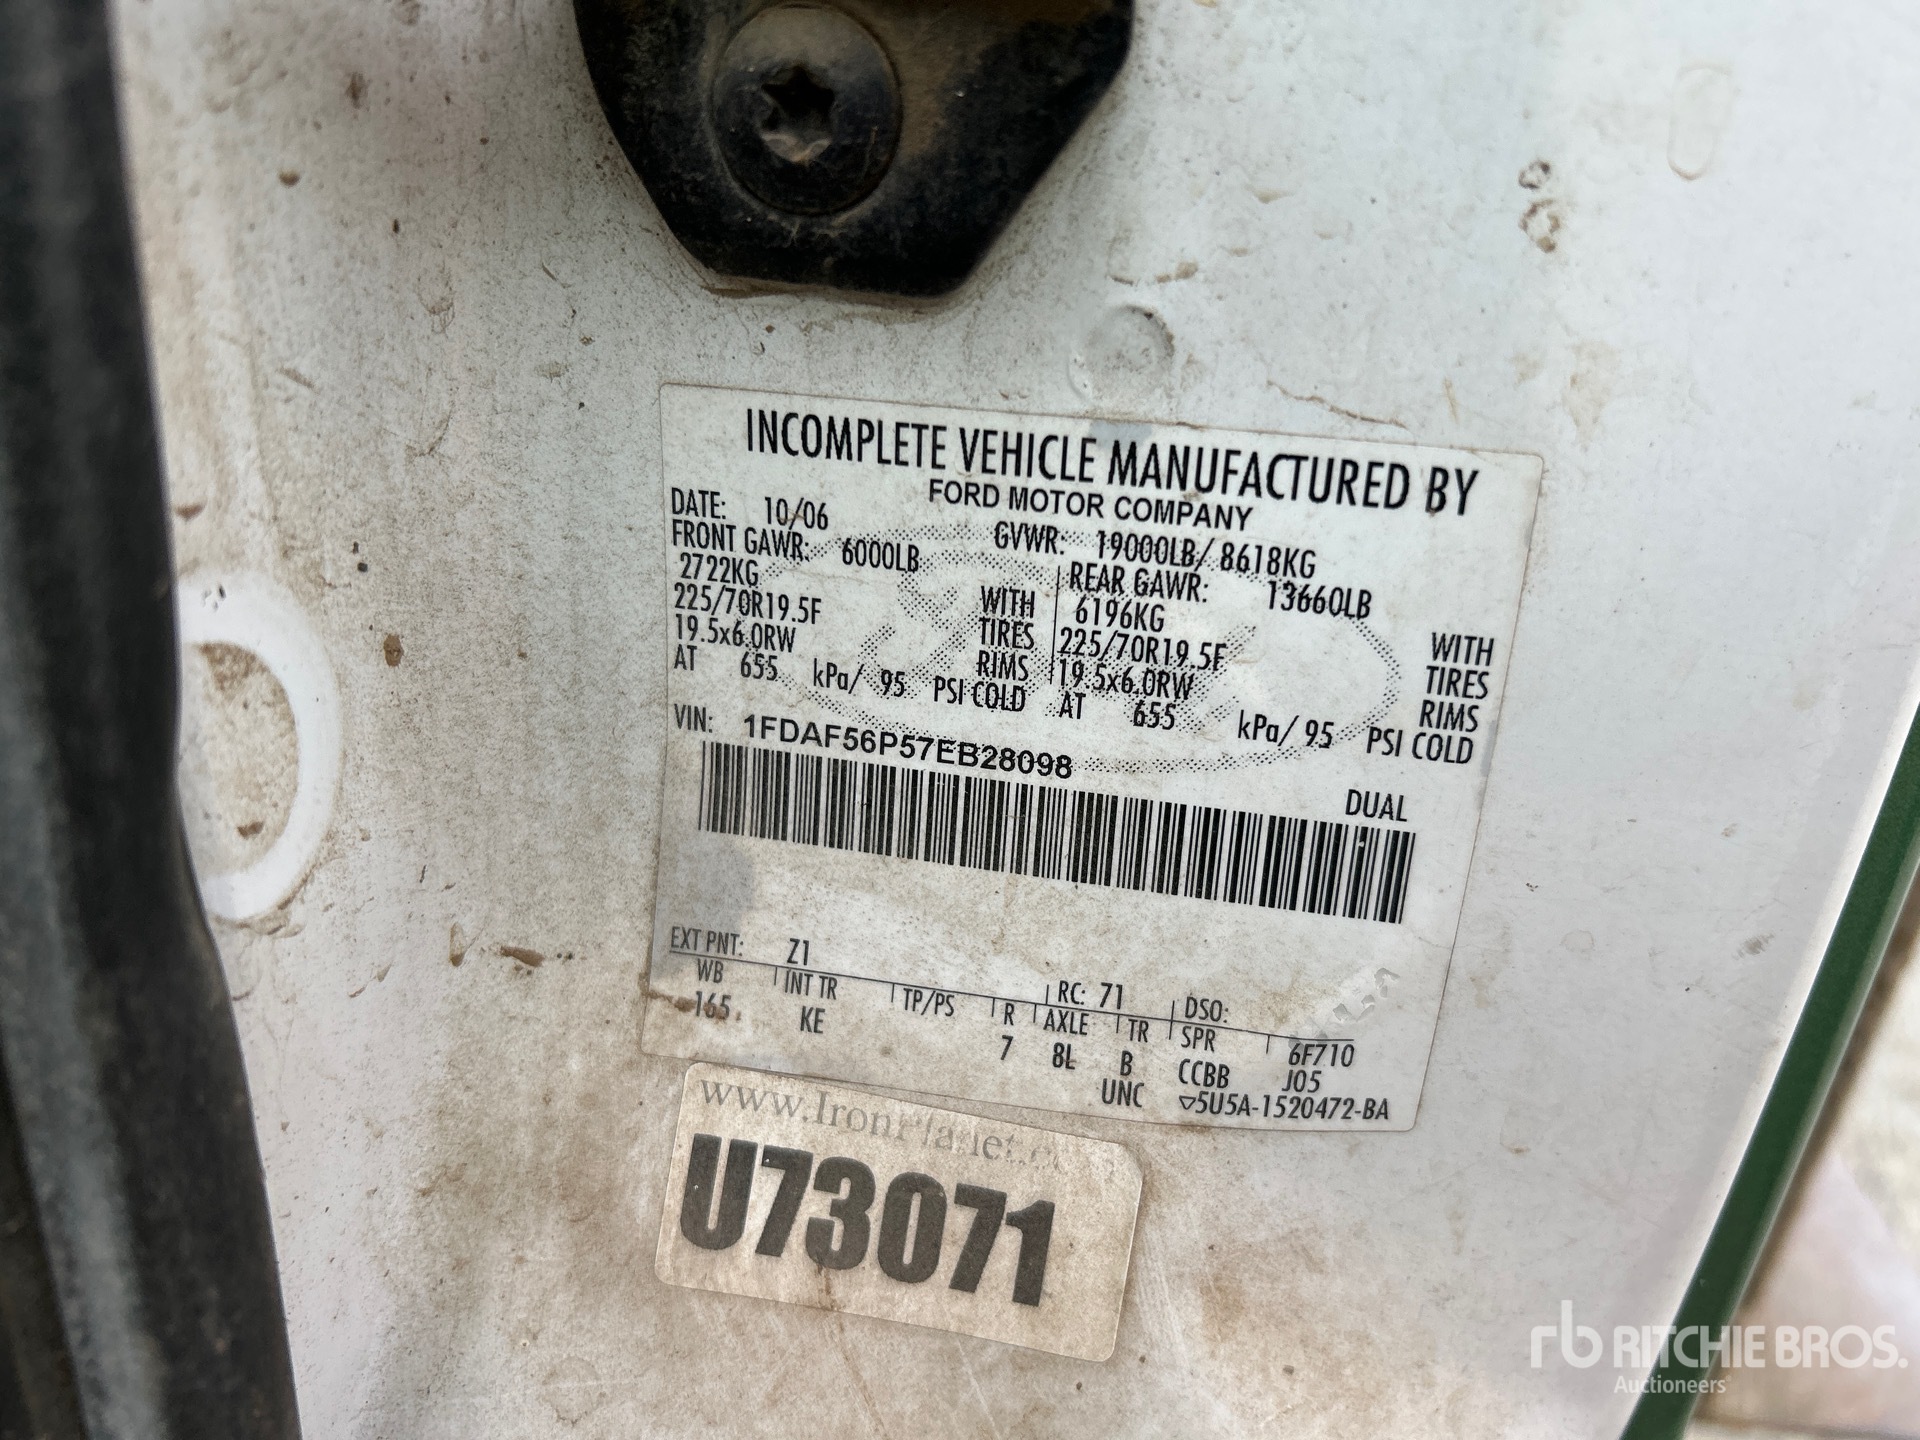 INCOMPLETE VEHICLE MANUFACTURED BY
FORD MOTOR COMPANY
DATE: 10/06 GVWR: 19000LB/ 8618KG
FRONT GAWR: 6000LB REAR GAWR: 13660LB
2722KG WITH 6196KG WITH
225/70R19.5F TIRES 225/70R19.5F TIRES
19.5x6.0RW RIMS 19.5x6.0RW RIMS
AT 655 kPa/ 95 PSI COLD AT 655 kPa/ 95 PSI COLD
VIN: 1FDAF56P57EB28098
DUAL
EXT PNT: Z1 RC: 71 DSO:
WB INT TR TP/PS R AXLE TR SPR 6F710
165 KE 7 8L B CCBB J05
UNC ▽5U5A-1520472-BA
www.IronPlanet.co
U73071
rb RITCHIE BROS.
Auctioneers